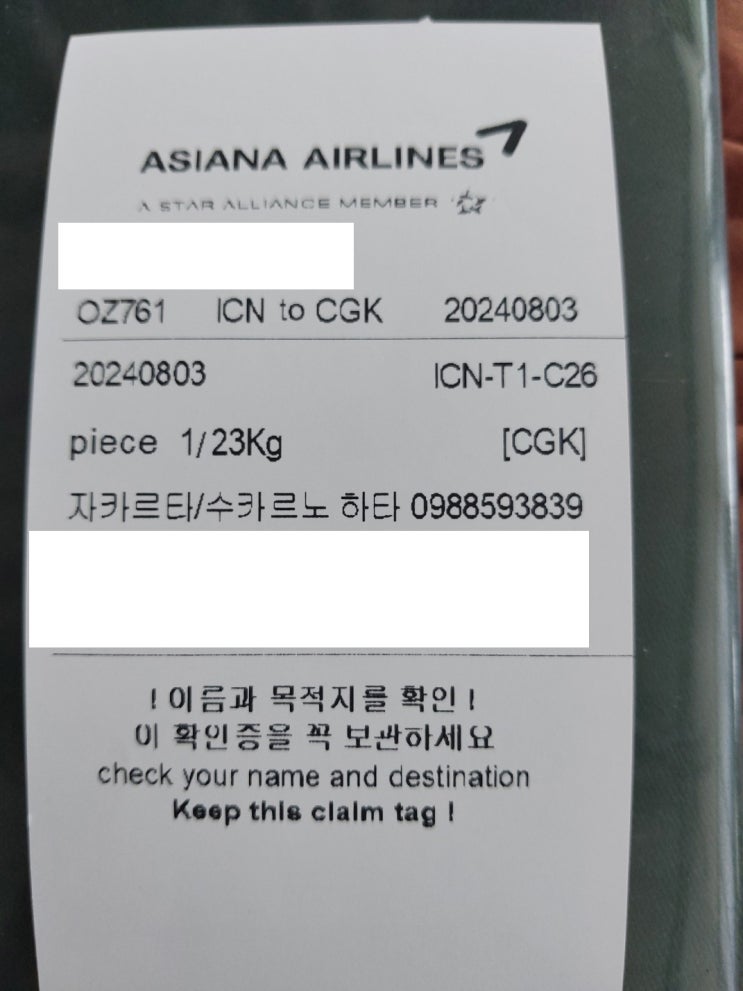 ASIANA AIRLINES
A STAR ALLIANCE MEMBER
OZ761 ICN to CGK 20240803
20240803 ICN-T1-C26
piece 1/23Kg [CGK]
자카르타/수카르노 하타 0988593839
! 이름과 목적지를 확인 !
이 확인증을 꼭 보관하세요
check your name and destination
Keep this claim tag !